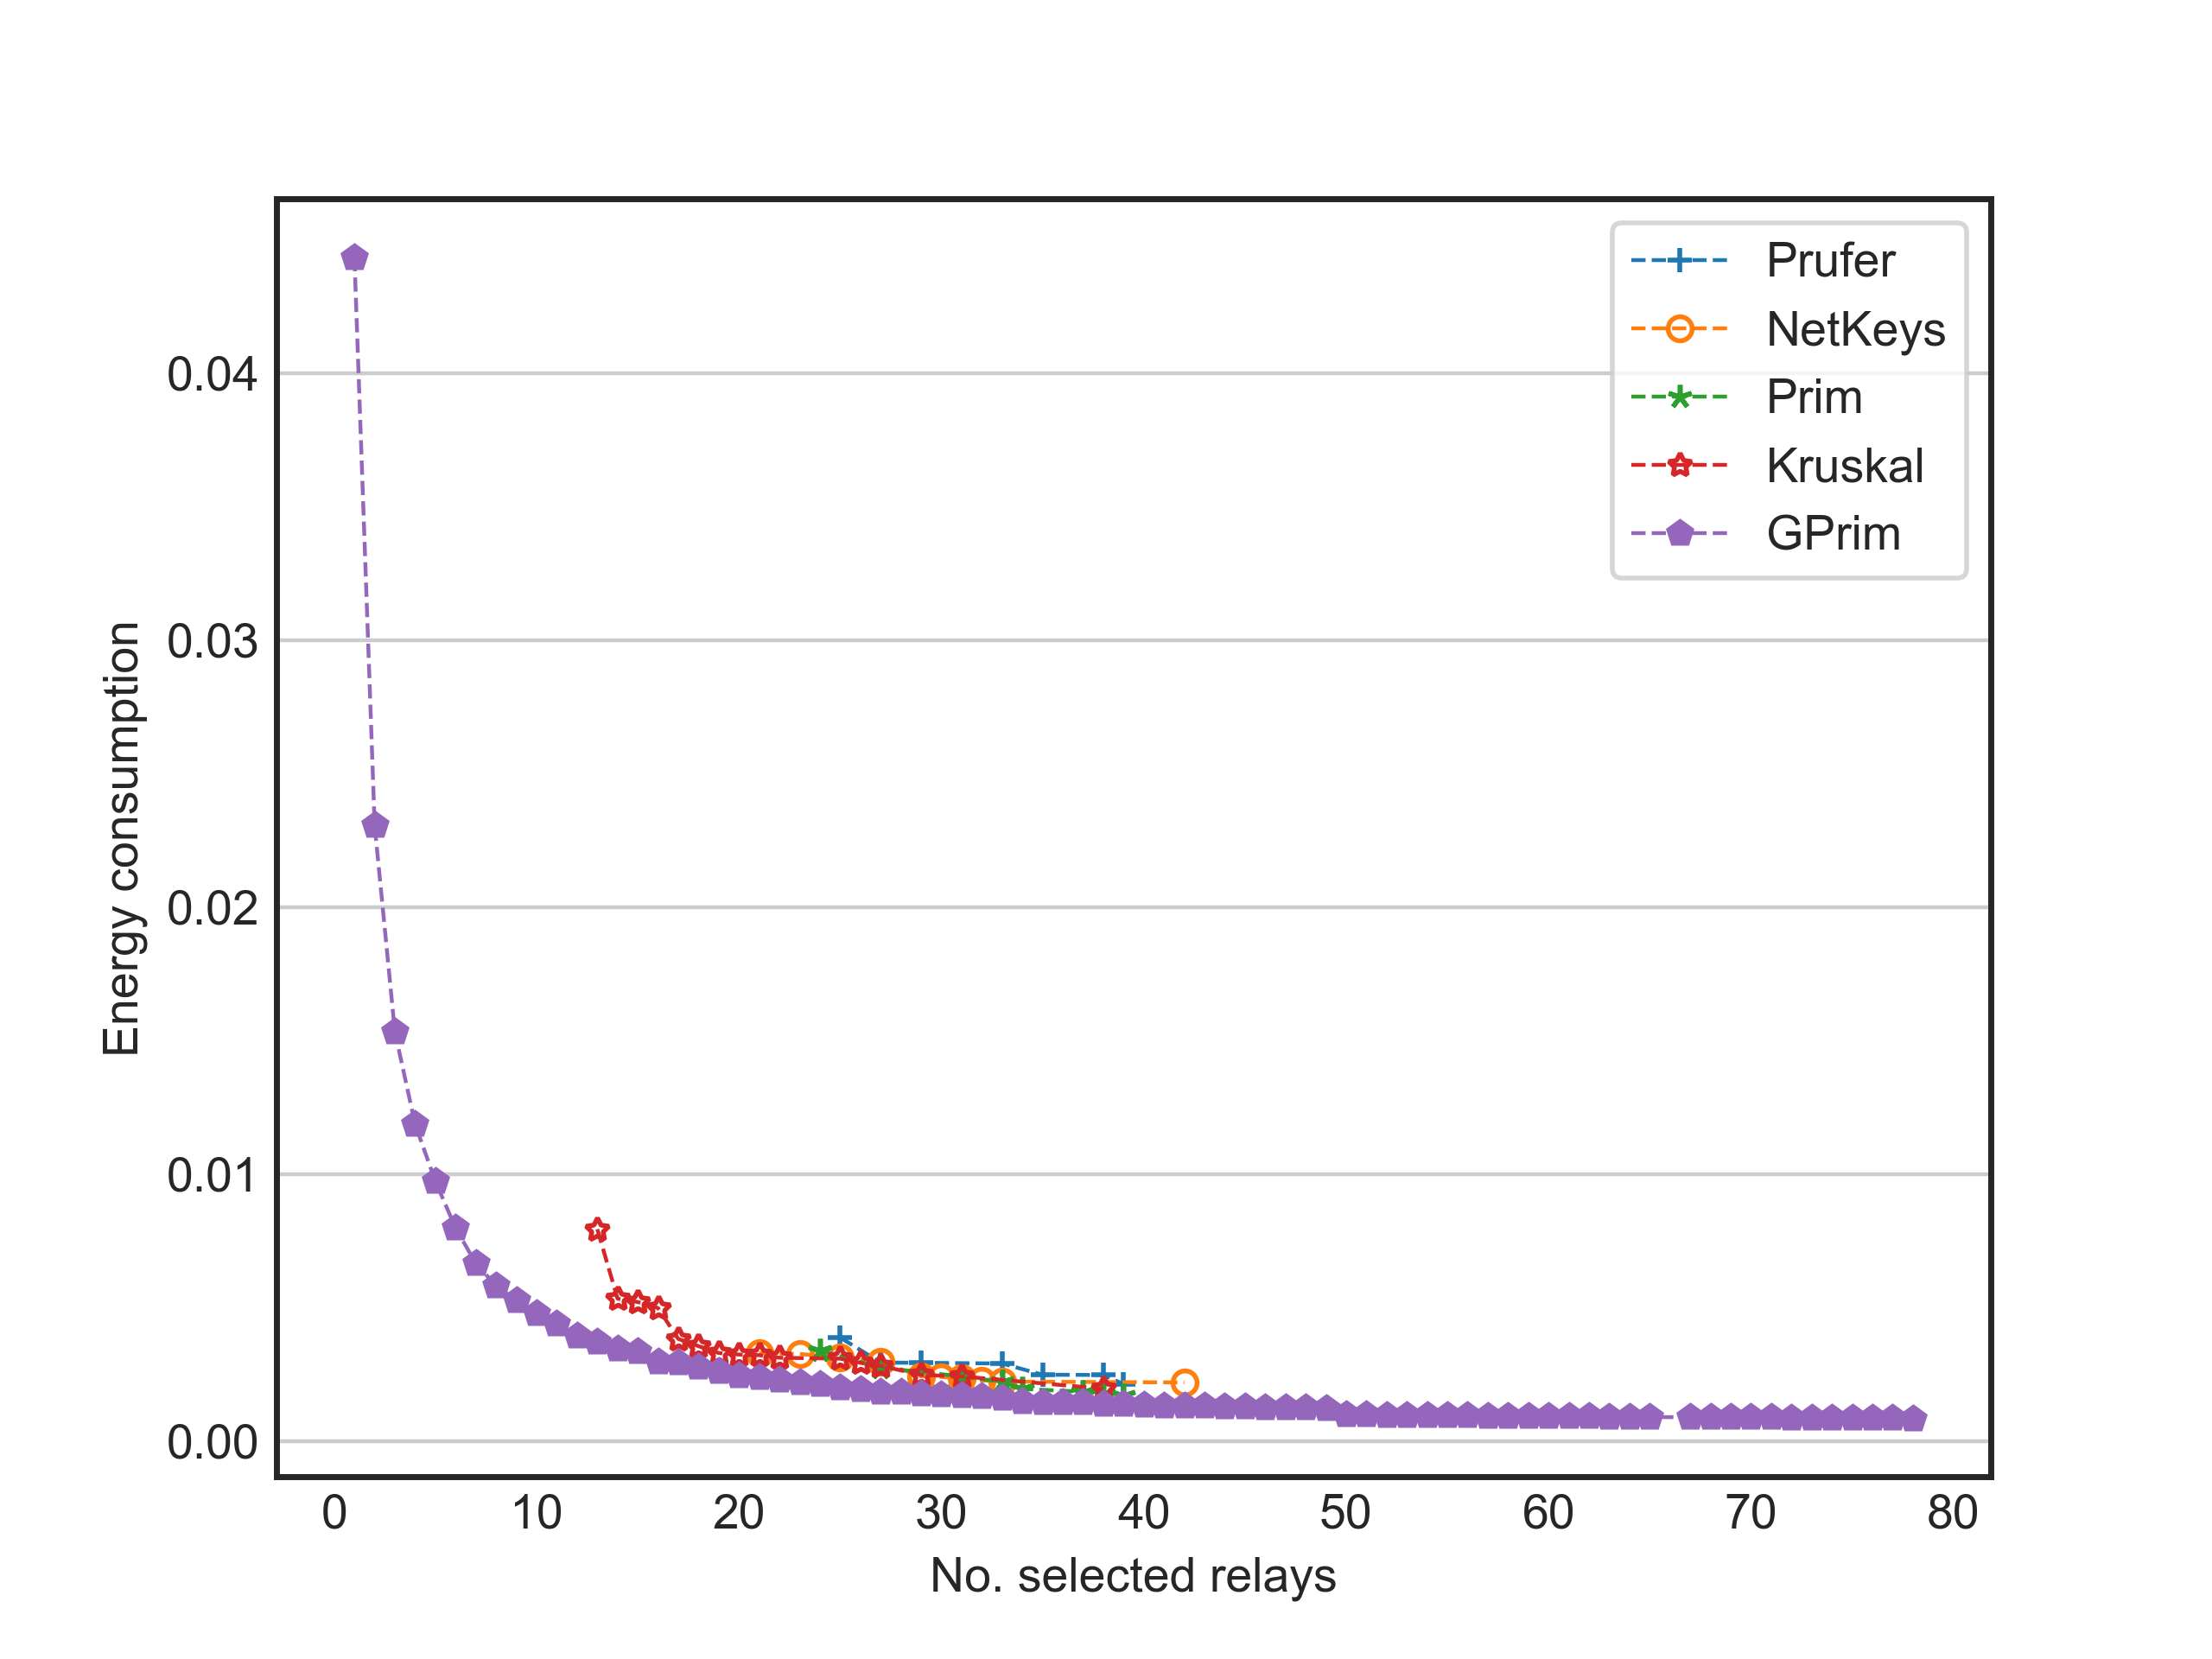 Prufer
NetKeys
Prim
Kruskal
GPrim
Energy consumption
0.04
0.03
0.02
0.01
0.00
0 10 20 30 40 50 60 70 80
No. selected relays